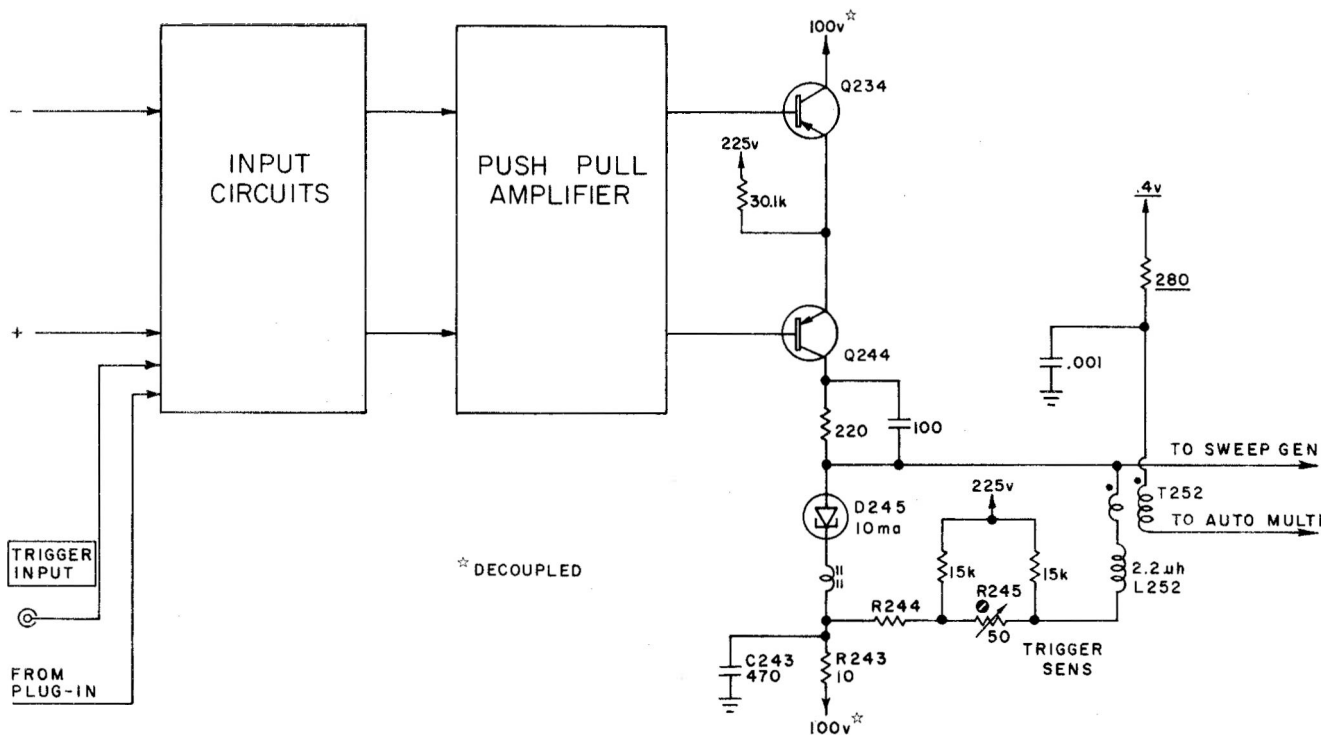 100v☆
Q234
−
INPUT
CIRCUITS
PUSH PULL
AMPLIFIER
225v
30.1k
.4v
280
+
Q244
.001
220
100
TO SWEEP GEN
225v
D245
10ma
T252
TO AUTO MULTI
TRIGGER
INPUT
☆ DECOUPLED
15k
15k
2.2uh
L252
R245
R244
50
TRIGGER
SENS
C243
470
R243
10
FROM
PLUG-IN
100v☆